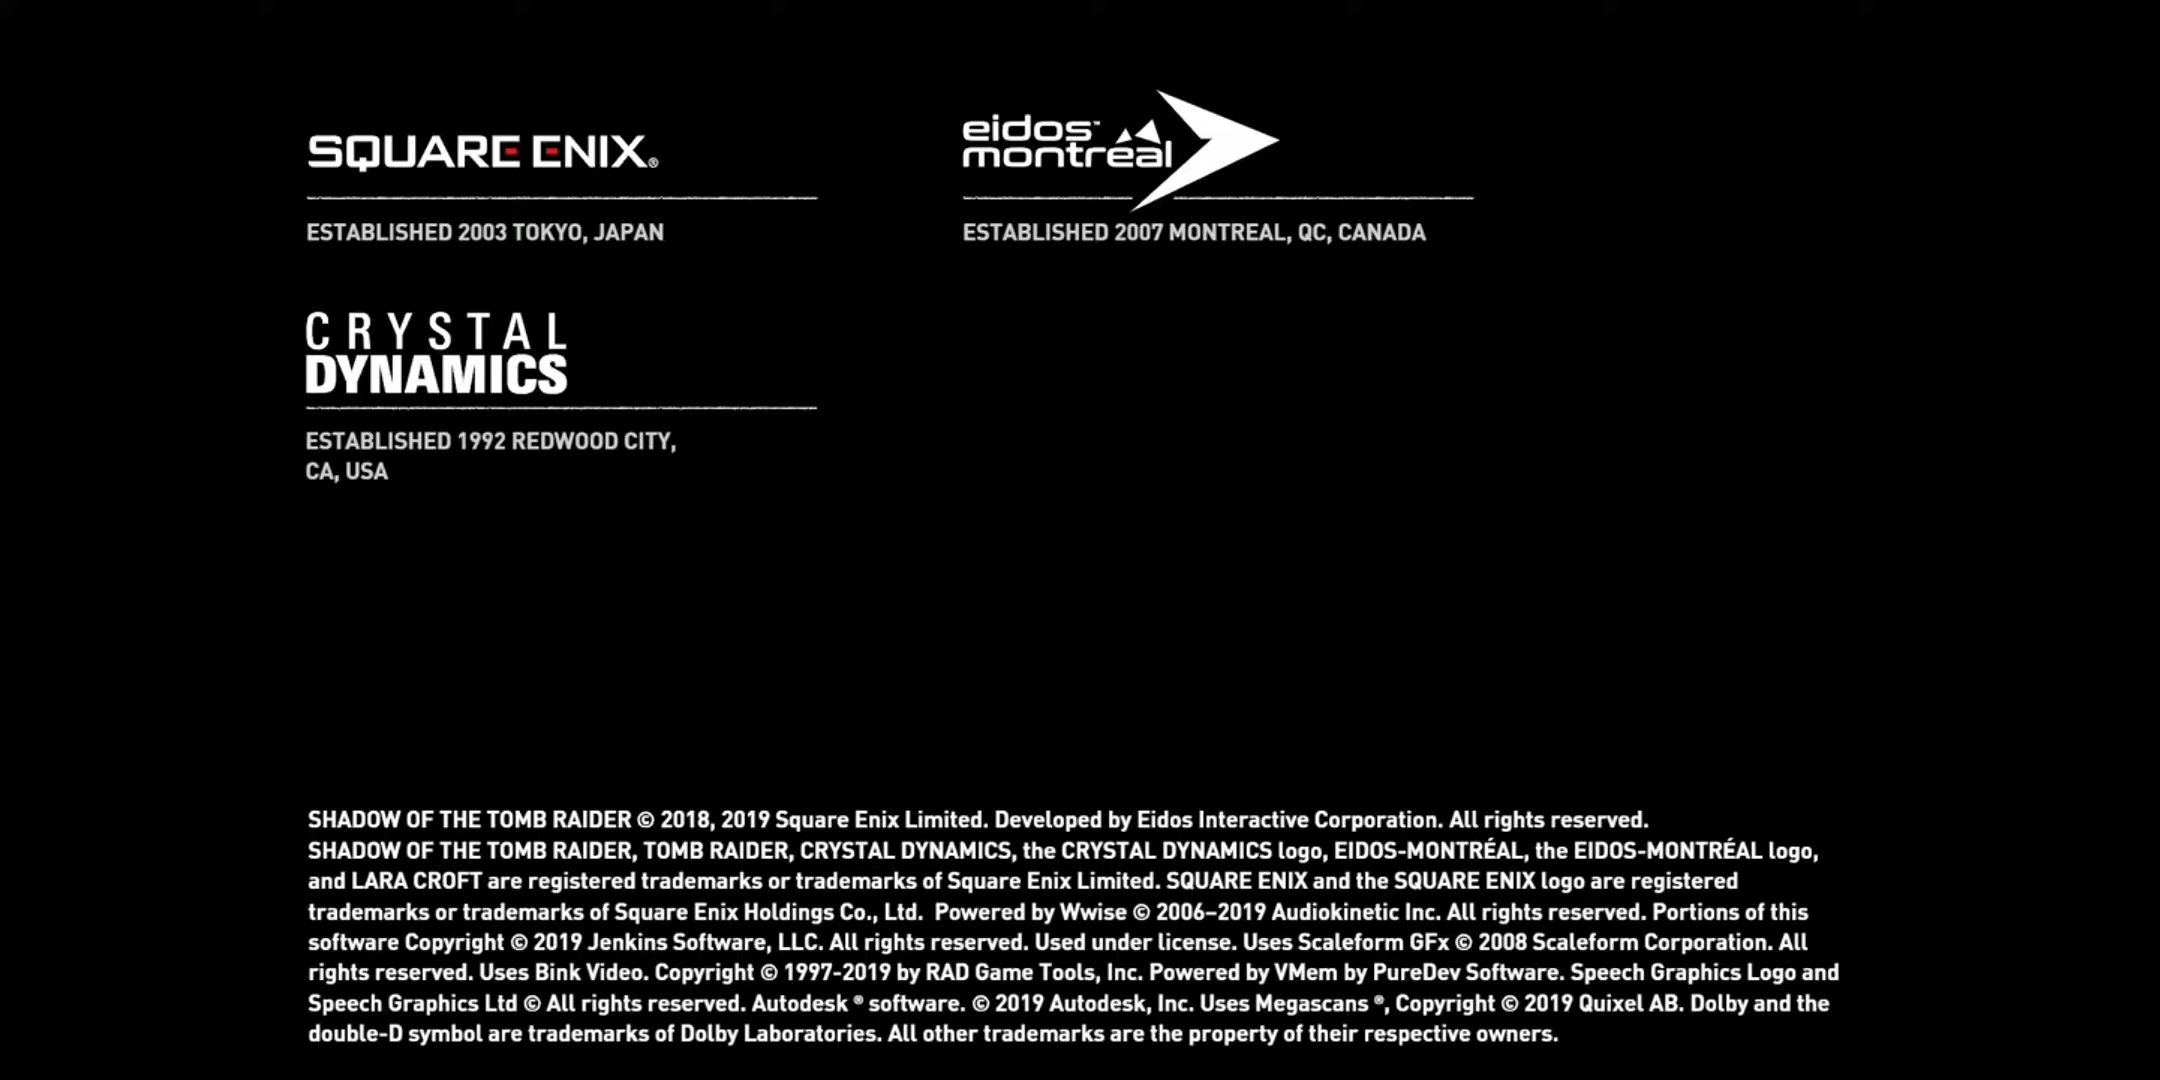 SQUARE ENIX®
eidos™
montréal
ESTABLISHED 2003 TOKYO, JAPAN
ESTABLISHED 2007 MONTREAL, QC, CANADA
CRYSTAL
DYNAMICS
ESTABLISHED 1992 REDWOOD CITY,
CA, USA
SHADOW OF THE TOMB RAIDER © 2018, 2019 Square Enix Limited. Developed by Eidos Interactive Corporation. All rights reserved.
SHADOW OF THE TOMB RAIDER, TOMB RAIDER, CRYSTAL DYNAMICS, the CRYSTAL DYNAMICS logo, EIDOS-MONTRÉAL, the EIDOS-MONTRÉAL logo,
and LARA CROFT are registered trademarks or trademarks of Square Enix Limited. SQUARE ENIX and the SQUARE ENIX logo are registered
trademarks or trademarks of Square Enix Holdings Co., Ltd.  Powered by Wwise © 2006–2019 Audiokinetic Inc. All rights reserved. Portions of this
software Copyright © 2019 Jenkins Software, LLC. All rights reserved. Used under license. Uses Scaleform GFx © 2008 Scaleform Corporation. All
rights reserved. Uses Bink Video. Copyright © 1997-2019 by RAD Game Tools, Inc. Powered by VMem by PureDev Software. Speech Graphics Logo and
Speech Graphics Ltd © All rights reserved. Autodesk ® software. © 2019 Autodesk, Inc. Uses Megascans ®, Copyright © 2019 Quixel AB. Dolby and the
double-D symbol are trademarks of Dolby Laboratories. All other trademarks are the property of their respective owners.